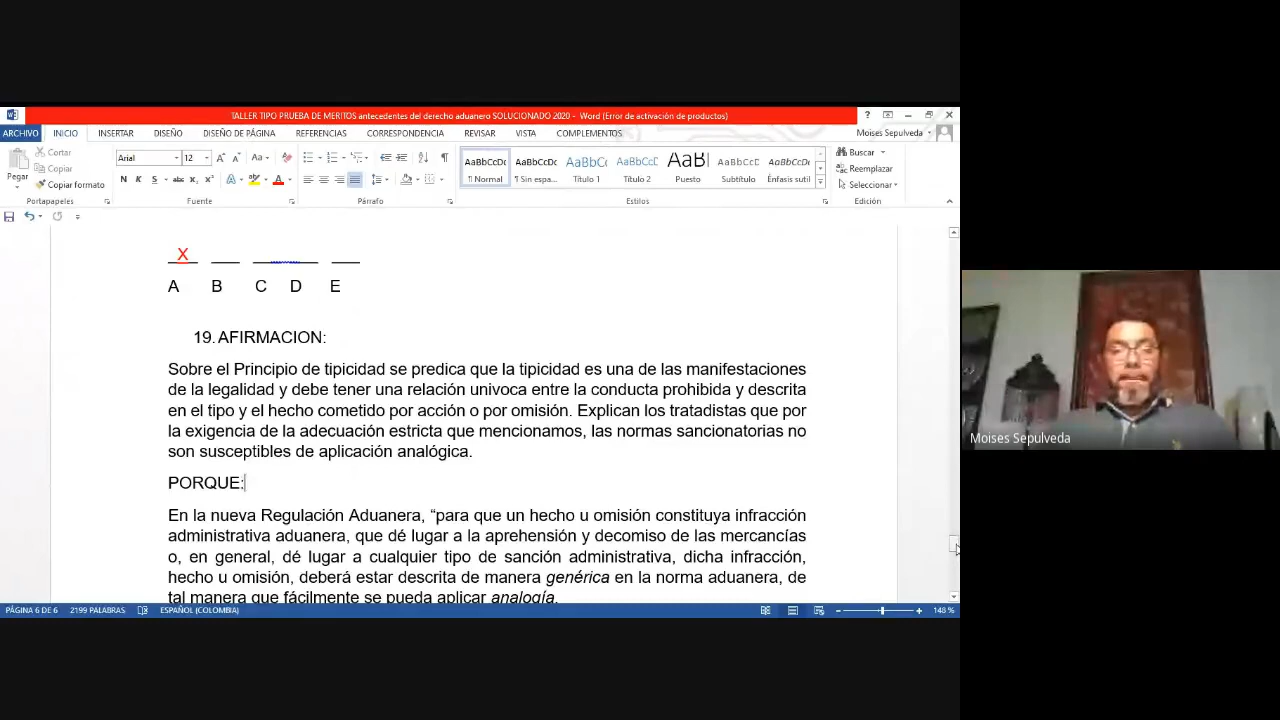 TALLER TIPO PRUEBA DE MERITOS antecedentes del derecho aduanero SOLUCIONADO 2020 - Word (Error de activación de productos)
ARCHIVO INICIO INSERTAR DISEÑO DISEÑO DE PÁGINA REFERENCIAS CORRESPONDENCIA REVISAR VISTA COMPLEMENTOS Moises Sepulveda
Pegar
Cortar
Copiar
Copiar formato
Portapapeles
Arial 12
Fuente
Párrafo
AaBbCcDc AaBbCcDc AaBbCc AaBbCcD AaBl AaBbCcD AaBbCcDc
¶ Normal ¶ Sin espa... Título 1 Título 2 Puesto Subtítulo Énfasis sutil
Estilos
Buscar
Reemplazar
Seleccionar
Edición
X
A B C D E
19. AFIRMACION:
Sobre el Principio de tipicidad se predica que la tipicidad es una de las manifestaciones
de la legalidad y debe tener una relación univoca entre la conducta prohibida y descrita
en el tipo y el hecho cometido por acción o por omisión. Explican los tratadistas que por
la exigencia de la adecuación estricta que mencionamos, las normas sancionatorias no
son susceptibles de aplicación analógica.
PORQUE:
En la nueva Regulación Aduanera, “para que un hecho u omisión constituya infracción
administrativa aduanera, que dé lugar a la aprehensión y decomiso de las mercancías
o, en general, dé lugar a cualquier tipo de sanción administrativa, dicha infracción,
hecho u omisión, deberá estar descrita de manera genérica en la norma aduanera, de
tal manera que fácilmente se pueda aplicar analogía.
PÁGINA 6 DE 6 2199 PALABRAS ESPAÑOL (COLOMBIA) 148 %
Moises Sepulveda